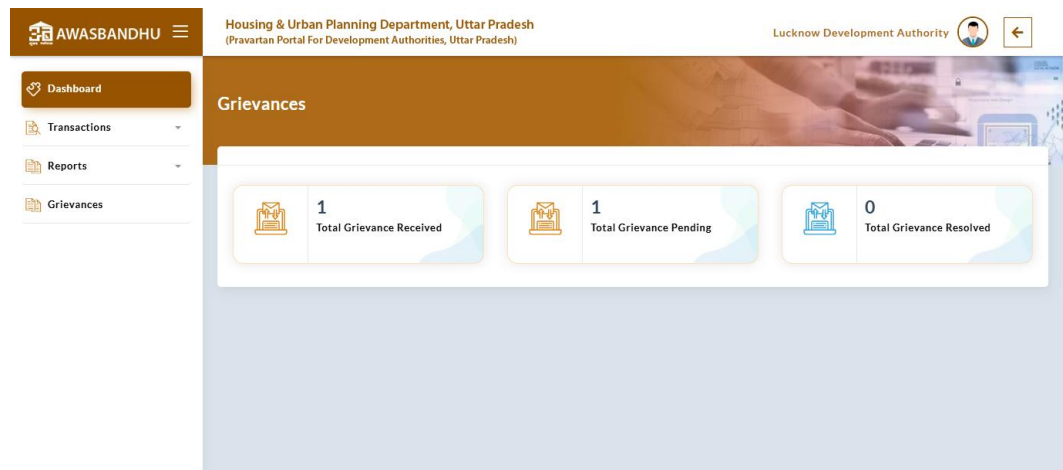 AWASBANDHU
Housing & Urban Planning Department, Uttar Pradesh
(Pravartan Portal For Development Authorities, Uttar Pradesh)
Lucknow Development Authority
Dashboard
Transactions
Reports
Grievances
Grievances
1
Total Grievance Received
1
Total Grievance Pending
0
Total Grievance Resolved